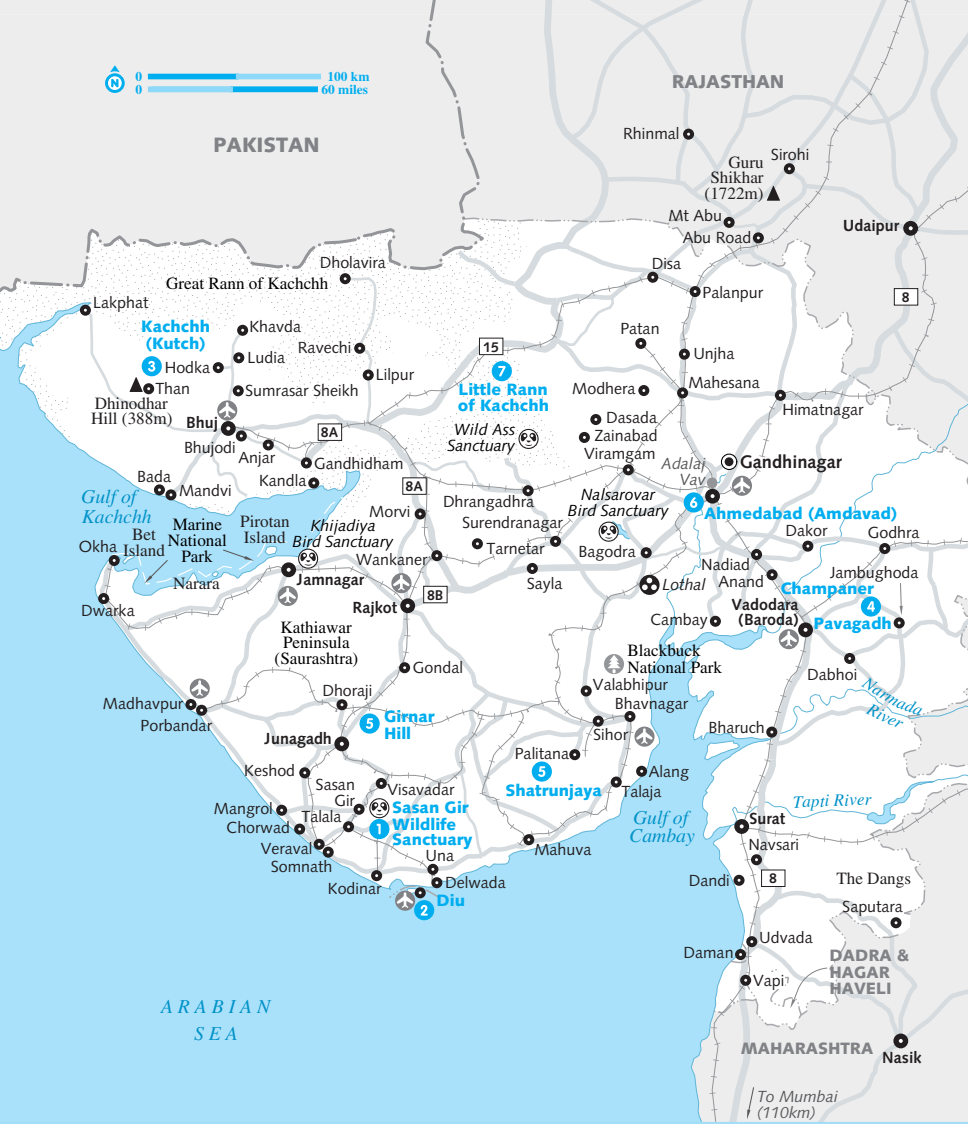 0 100 km
N
0 60 miles
RAJASTHAN
PAKISTAN
Rhinmal
Sirohi
Guru
Shikhar
(1722m)
Mt Abu
Abu Road
Udaipur
8
Dholavira
Disa
Great Rann of Kachchh
Palanpur
Lakphat
Kachchh
(Kutch)
3
Khavda
Ravechi
Hodka
Ludia
Than
Sumrasar Sheikh
Lilpur
Dhinodhar
Hill (388m)
15
7
Little Rann
of Kachchh
Patan
Unjha
Modhera
Mahesana
Himatnagar
Bhuj
8A
Bhujodi
Anjar
Gandhidham
Kandla
Wild Ass
Sanctuary
Dasada
Zainabad
Viramgam
Adalaj
Vav
Gandhinagar
Bada
Mandvi
Gulf of
Kachchh
8A
Morvi
Dhrangadhra
Surendranagar
Nalsarovar
Bird Sanctuary
6
Ahmedabad (Amdavad)
Marine
National
Park
Pirotan
Island
Bet
Island
Khijadiya
Bird Sanctuary
Okha
Narara
Jamnagar
Wankaner
Tarnetar
Bagodra
Dakor
Godhra
Nadiad
Anand
Jambughoda
Dwarka
Rajkot
8B
Sayla
Lothal
Champaner
4
Pavagadh
Vadodara
(Baroda)
Cambay
Kathiawar
Peninsula
(Saurashtra)
Gondal
Blackbuck
National Park
Valabhipur
Dabhoi
Narmada
River
Madhavpur
Porbandar
Dhoraji
5
Girnar
Hill
Bhavnagar
Sihor
Bharuch
Junagadh
Palitana
5
Shatrunjaya
Alang
Talaja
Keshod
Sasan
Gir
Visavadar
Mangrol
Talala
Chorwad
1
Sasan Gir
Wildlife
Sanctuary
Veraval
Somnath
Gulf of
Cambay
Tapti River
Surat
Mahuva
Navsari
Una
Kodinar
Delwada
Diu
2
Dandi
8
The Dangs
Saputara
Udvada
Daman
Vapi
DADRA &
HAGAR
HAVELI
ARABIAN
SEA
MAHARASHTRA
Nasik
To Mumbai
(110km)